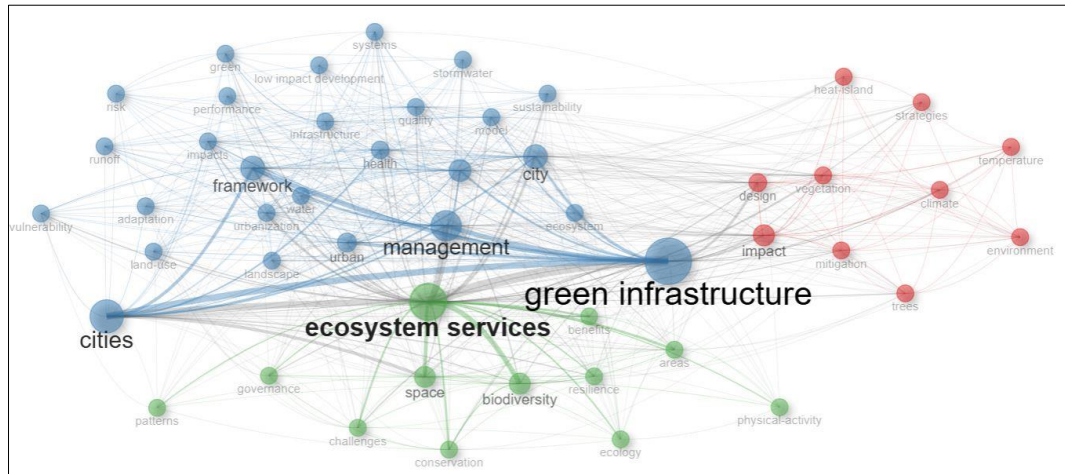 systems
green
low impact development
stormwater
heat-island
risk
performance
quality
sustainability
strategies
infrastructure
model
runoff
impacts
health
temperature
framework
city
design
vegetation
water
climate
vulnerability
adaptation
urbanization
management
ecosystem
land-use
landscape
urban
impact
mitigation
environment
green infrastructure
trees
cities
ecosystem services
benefits
areas
governance
space
biodiversity
resilience
patterns
challenges
conservation
ecology
physical-activity